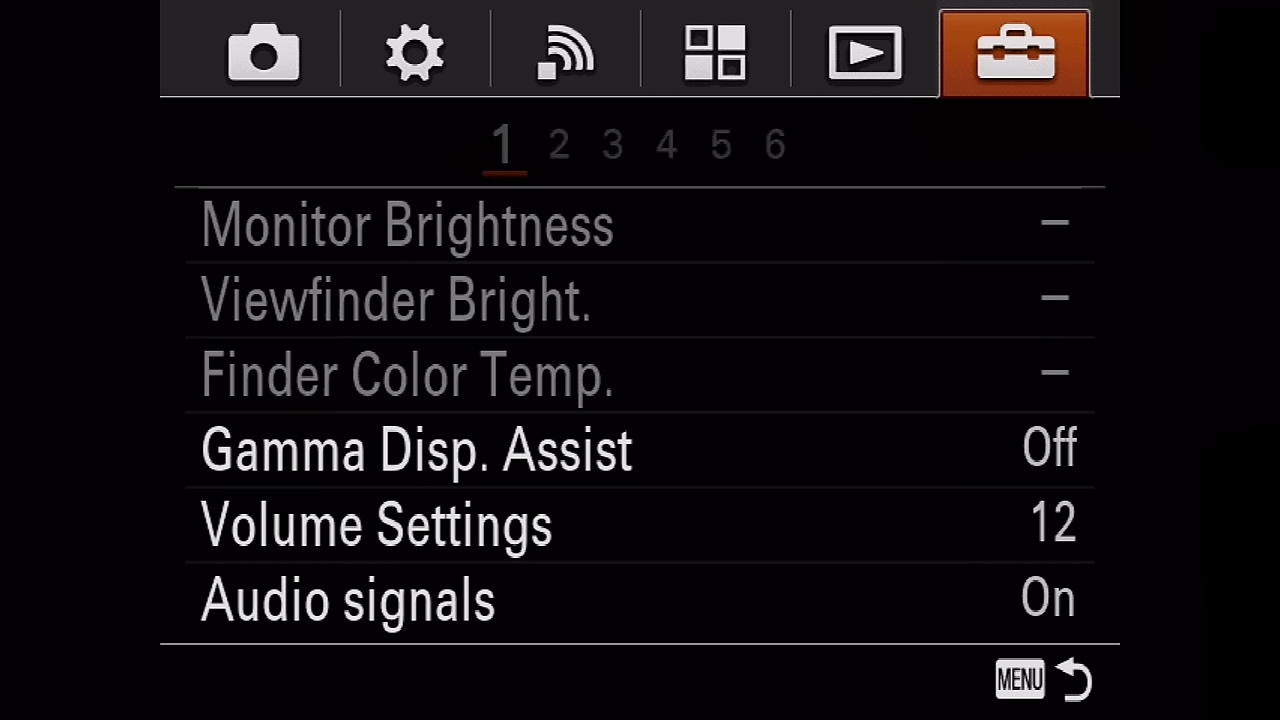 1 2 3 4 5 6
Monitor Brightness –
Viewfinder Bright. –
Finder Color Temp. –
Gamma Disp. Assist Off
Volume Settings 12
Audio signals On
MENU